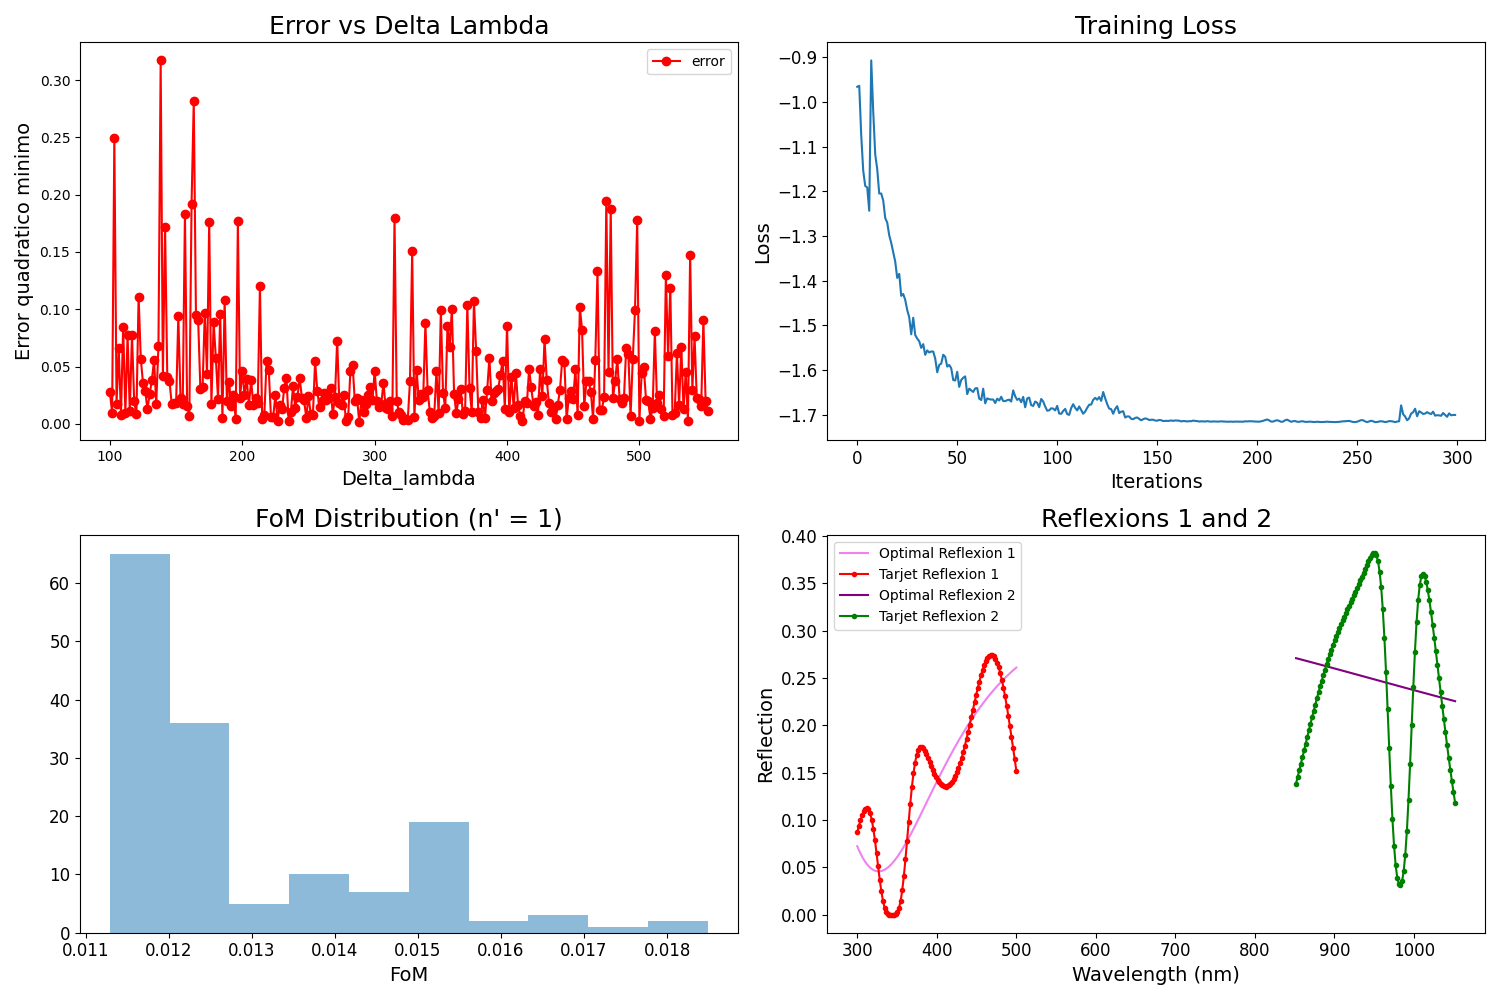 Error vs Delta Lambda
error
Error quadratico minimo
0.30
0.25
0.20
0.15
0.10
0.05
0.00
100 200 300 400 500
Delta_lambda
Training Loss
Loss
−0.9
−1.0
−1.1
−1.2
−1.3
−1.4
−1.5
−1.6
−1.7
0 50 100 150 200 250 300
Iterations
FoM Distribution (n' = 1)
60
50
40
30
20
10
0
0.011 0.012 0.013 0.014 0.015 0.016 0.017 0.018
FoM
Reflexions 1 and 2
Optimal Reflexion 1
Tarjet Reflexion 1
Optimal Reflexion 2
Tarjet Reflexion 2
Reflection
0.40
0.35
0.30
0.25
0.20
0.15
0.10
0.05
0.00
300 400 500 600 700 800 900 1000
Wavelength (nm)